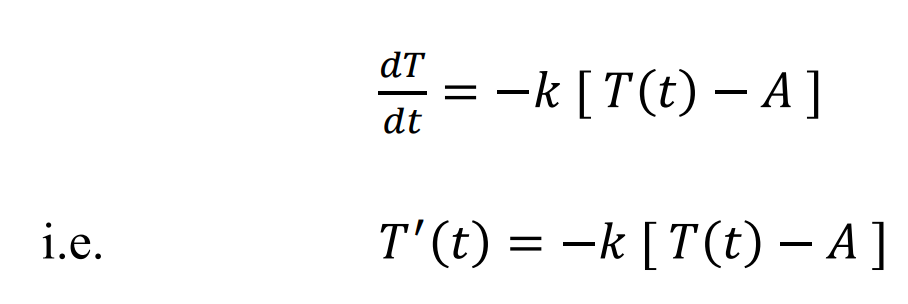 dT/dt = −k [ T(t) − A ]
i.e. T′(t) = −k [ T(t) − A ]